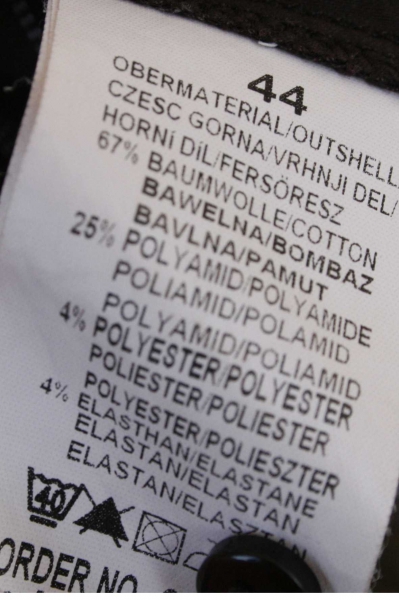 44
OBERMATERIAL/OUTSHELL
CZESC GORNA/VRHNJI DEL/
HORNÍ DÍL/FERSÖRESZ
67% BAUMWOLLE/COTTON
BAWELNA/BOMBAZ
BAVLNA/PAMUT
25% POLYAMID/POLYAMIDE
POLIAMID/POLAMID
POLYAMID/POLIAMID
4% POLYESTER/POLYESTER
POLIESTER/POLIESTER
POLYESTER/POLIESZTER
4% ELASTHAN/ELASTANE
ELASTAN/ELASTAN
ELASTAN/ELASZTAN
40
ORDER NO.